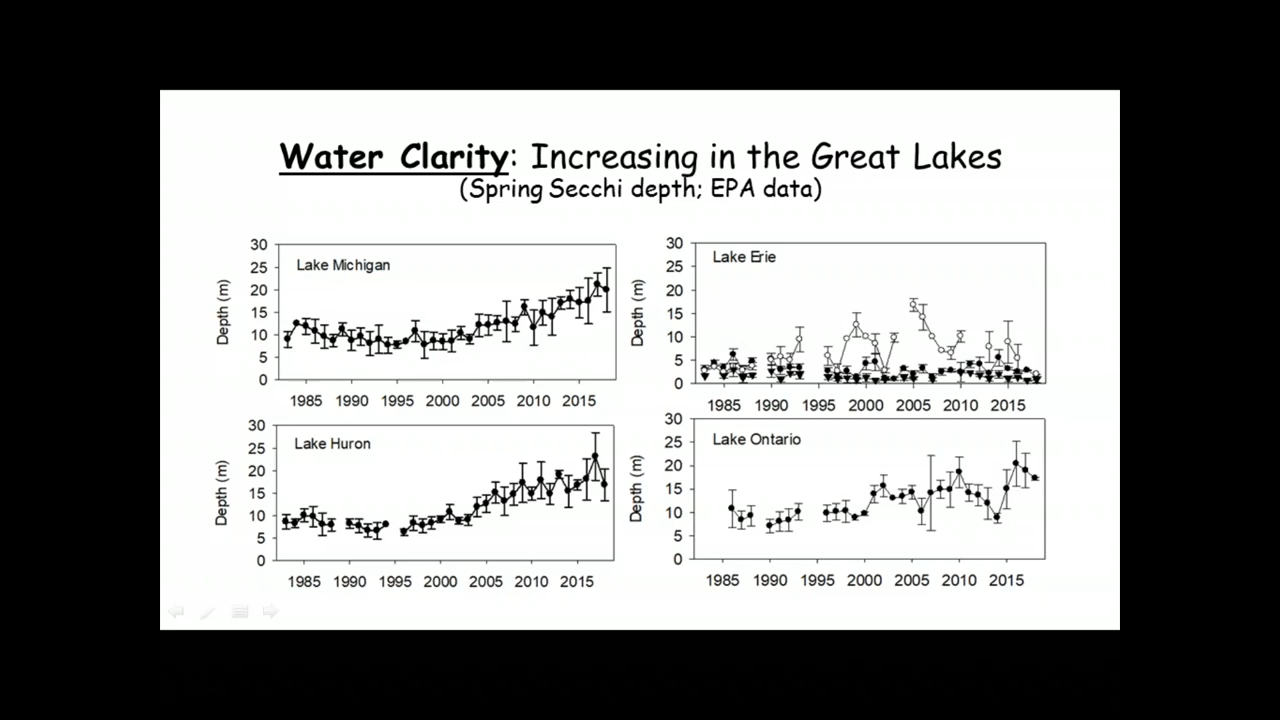 Water Clarity: Increasing in the Great Lakes
(Spring Secchi depth; EPA data)
Lake Michigan
Depth (m)
30
25
20
15
10
5
0
1985 1990 1995 2000 2005 2010 2015
Lake Erie
Depth (m)
30
25
20
15
10
5
0
1985 1990 1995 2000 2005 2010 2015
Lake Huron
Depth (m)
30
25
20
15
10
5
0
1985 1990 1995 2000 2005 2010 2015
Lake Ontario
Depth (m)
30
25
20
15
10
5
0
1985 1990 1995 2000 2005 2010 2015